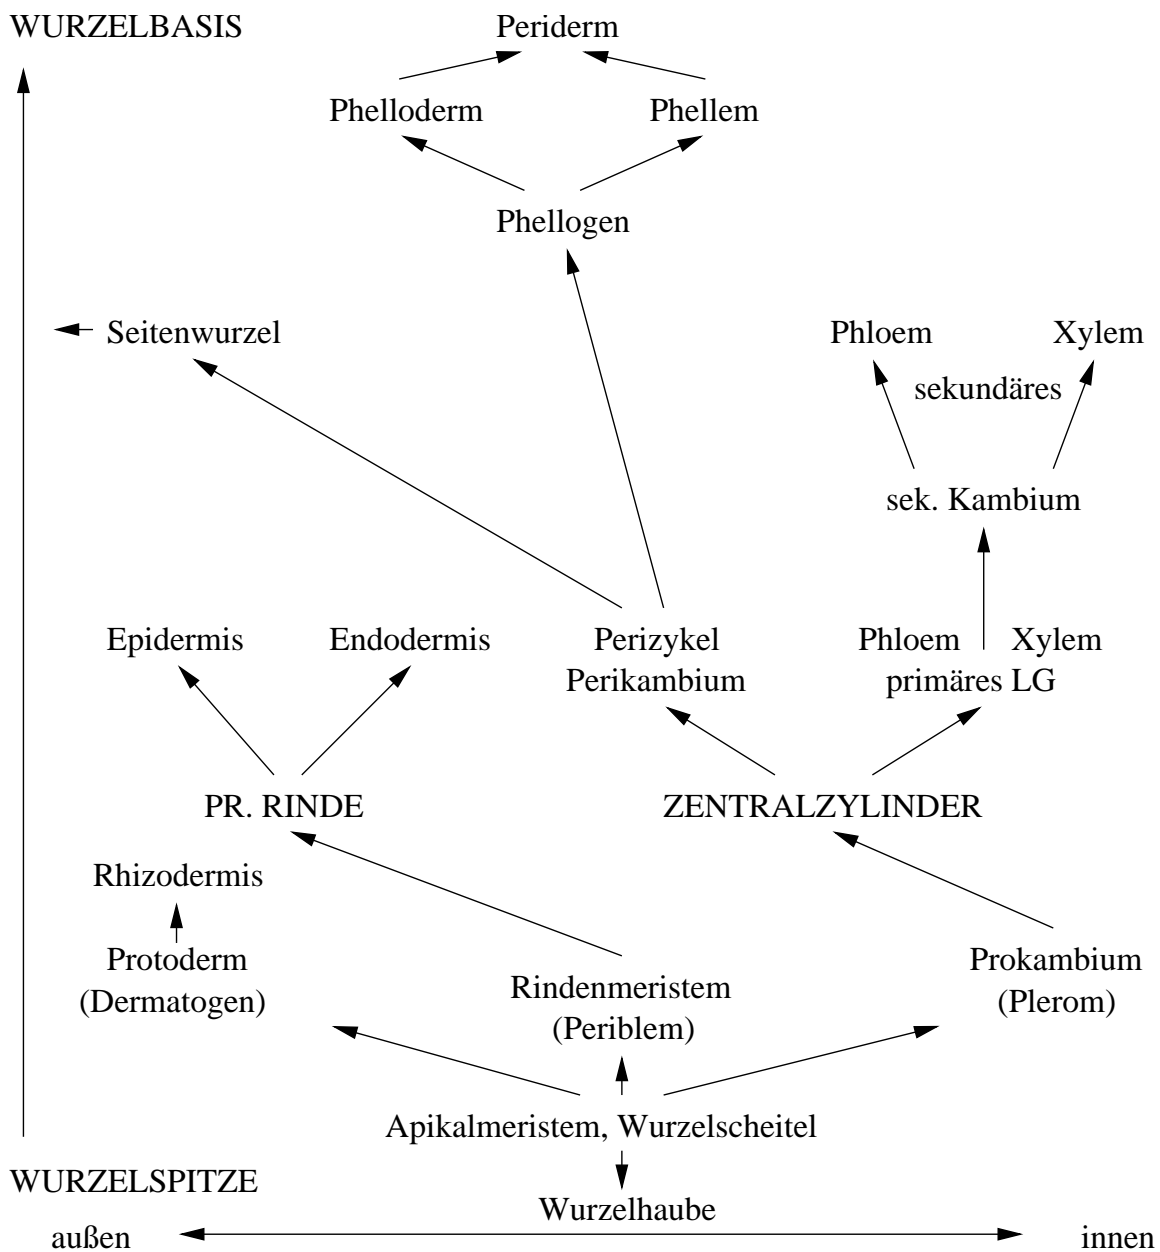 WURZELBASIS Periderm
Phelloderm Phellem
Phellogen
Seitenwurzel Phloem Xylem
sekundäres
sek. Kambium
Epidermis Endodermis Perizykel Phloem Xylem
Perikambium primäres LG
PR. RINDE ZENTRALZYLINDER
Rhizodermis
Protoderm Prokambium
(Dermatogen) Rindenmeristem (Plerom)
(Periblem)
Apikalmeristem, Wurzelscheitel
WURZELSPITZE
Wurzelhaube
außen innen